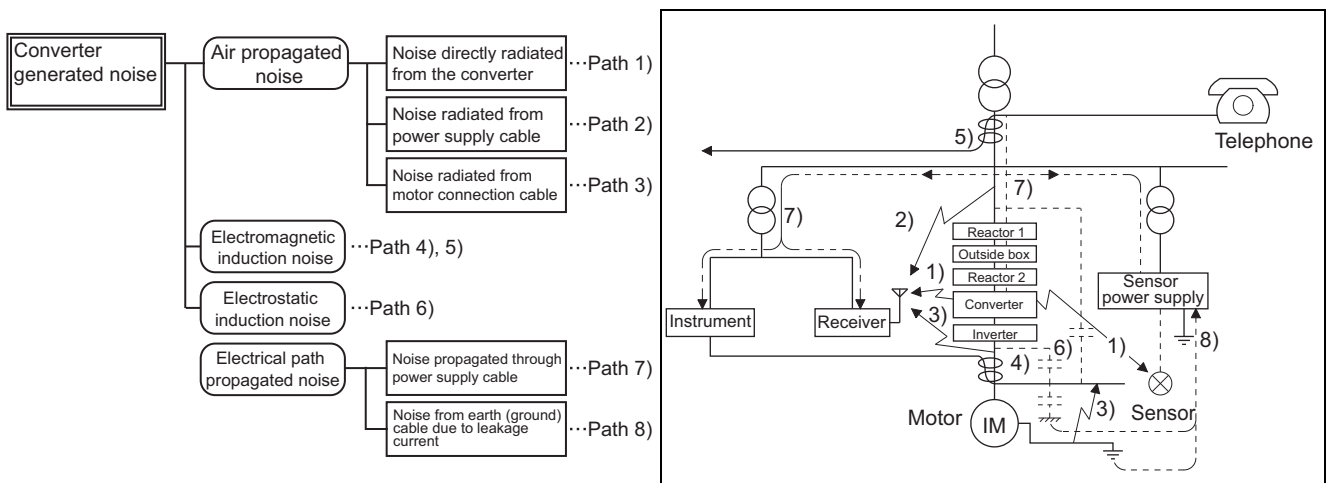 Converter
generated noise
Air propagated
noise
Noise directly radiated
from the converter
···Path 1)
Noise radiated from
power supply cable
···Path 2)
Noise radiated from
motor connection cable
···Path 3)
Electromagnetic
induction noise
···Path 4), 5)
Electrostatic
induction noise
···Path 6)
Electrical path
propagated noise
Noise propagated through
power supply cable
···Path 7)
Noise from earth (ground)
cable due to leakage
current
···Path 8)
Telephone
5)
7)
7)
2)
Reactor 1
Outside box
Reactor 2
Converter
Inverter
1)
3)
Instrument
Receiver
Sensor
power supply
8)
1)
6)
4)
3)
Sensor
Motor
IM